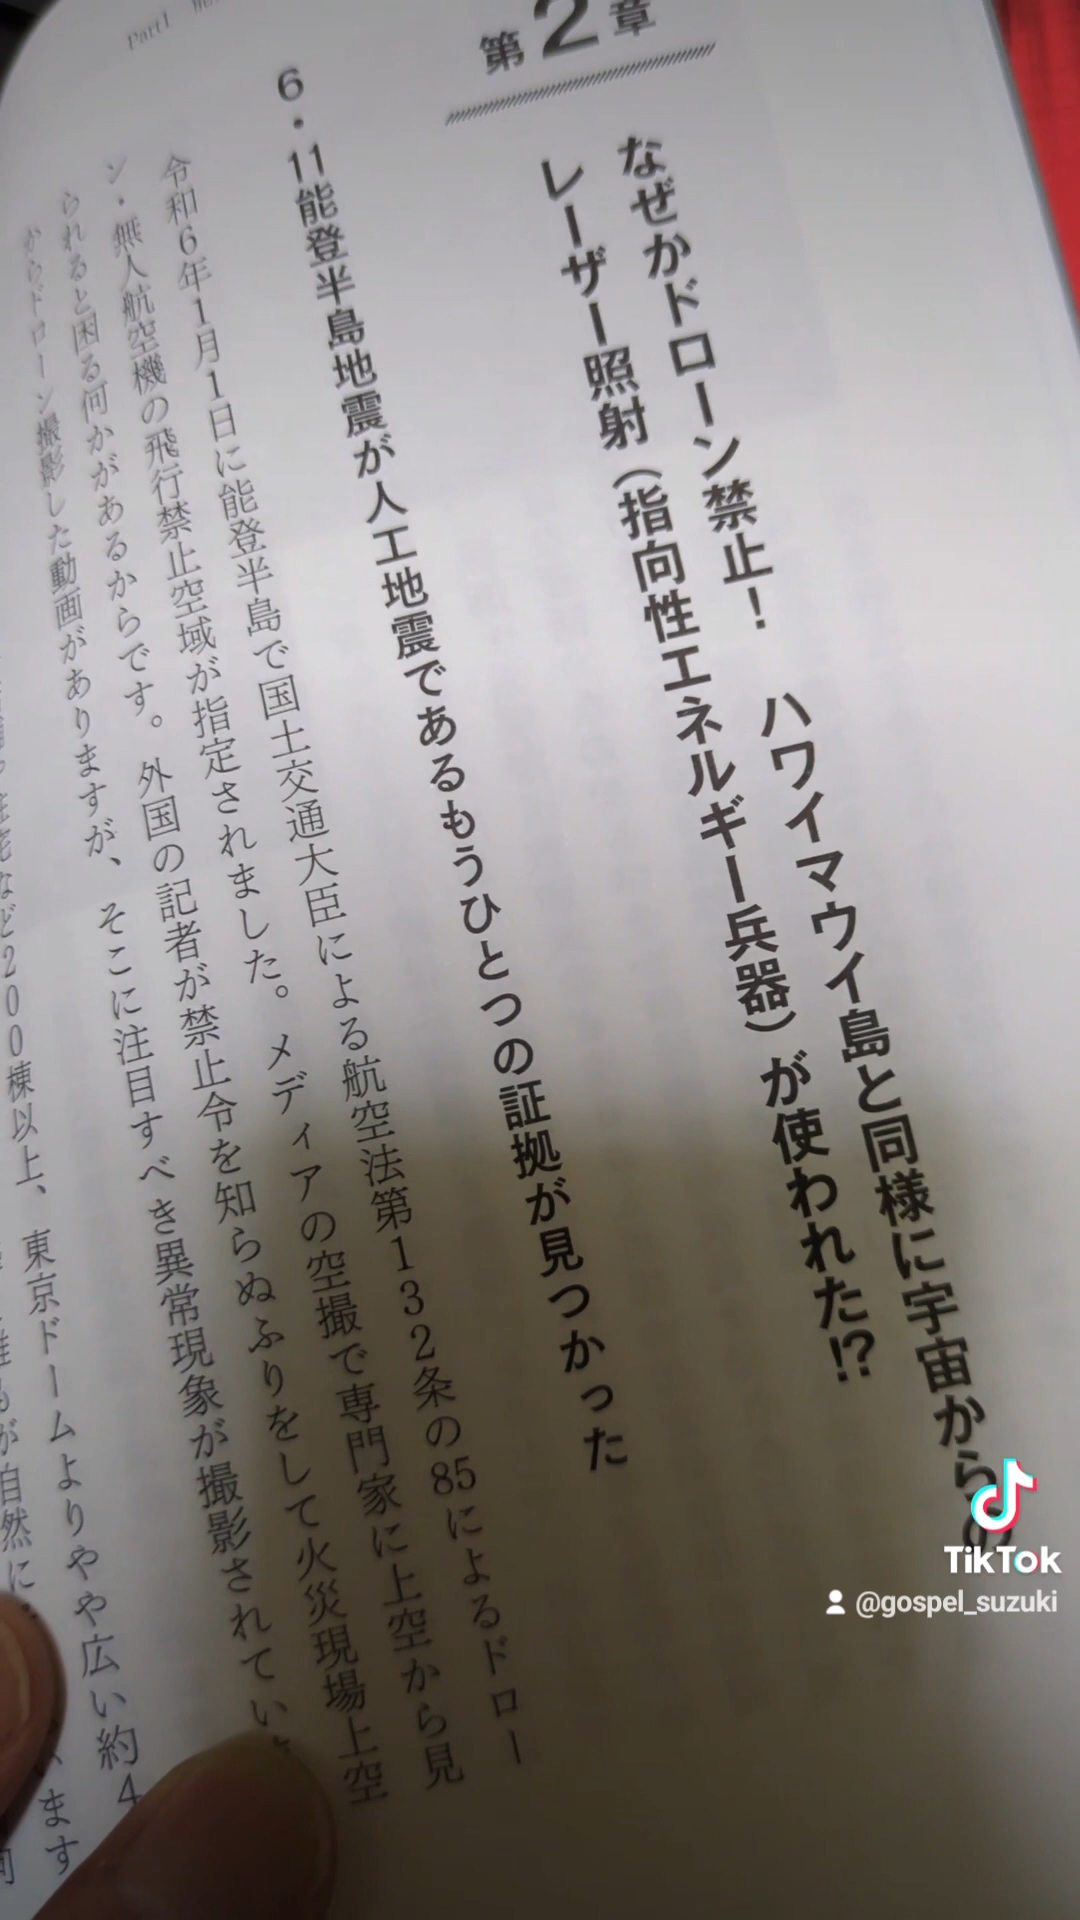 Part1
第2章
なぜかドローン禁止！ ハワイマウイ島と同様に宇宙からの
レーザー照射（指向性エネルギー兵器）が使われた!?
6・11能登半島地震が人工地震であるもうひとつの証拠が見つかった
令和6年1月1日に能登半島で国土交通大臣による航空法第132条の85によるドロー
ン・無人航空機の飛行禁止空域が指定されました。メディアの空撮で専門家に上空から見
られると困る何かがあるからです。外国の記者が禁止令を知らぬふりをして火災現場上空
からドローン撮影した動画がありますが、そこに注目すべき異常現象が撮影されてい
住宅など200棟以上、東京ドームよりやや広い約4
が自然に
います
TikTok
@gospel_suzuki